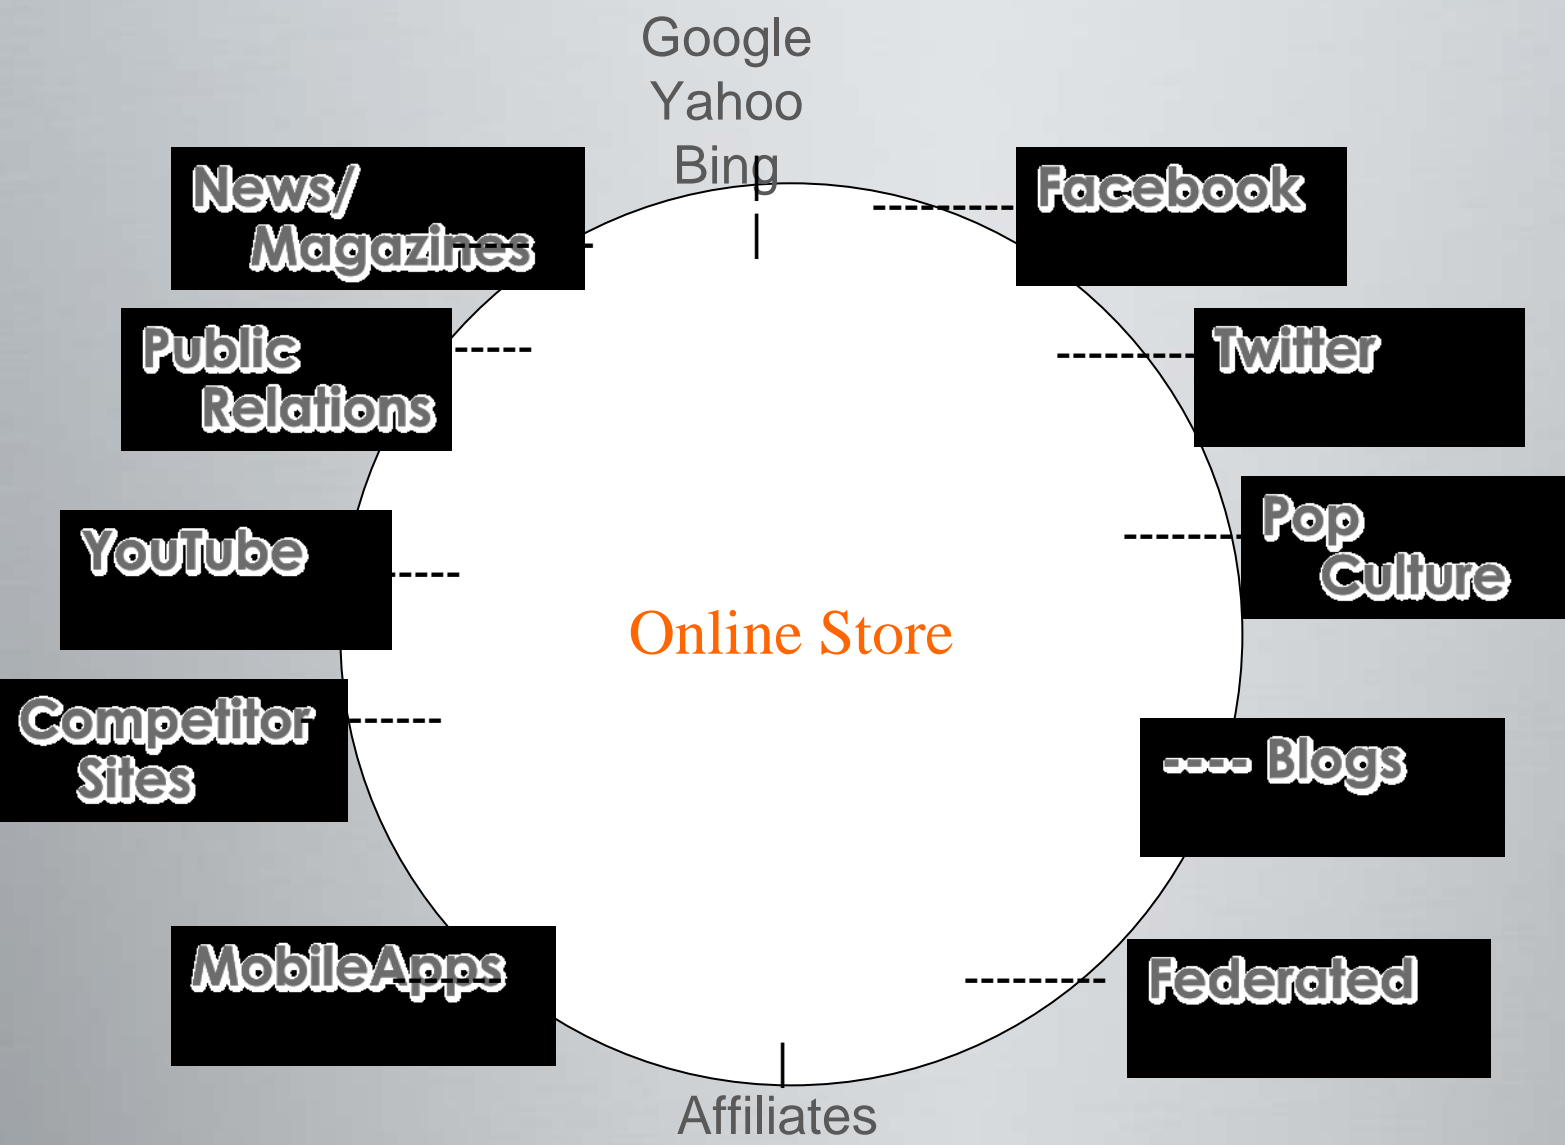 Google
Yahoo
Bing
News/
Magazines
Facebook
Public
Relations
Twitter
YouTube
Pop
Culture
Online Store
Competitor
Sites
---- Blogs
MobileApps
Federated
Affiliates